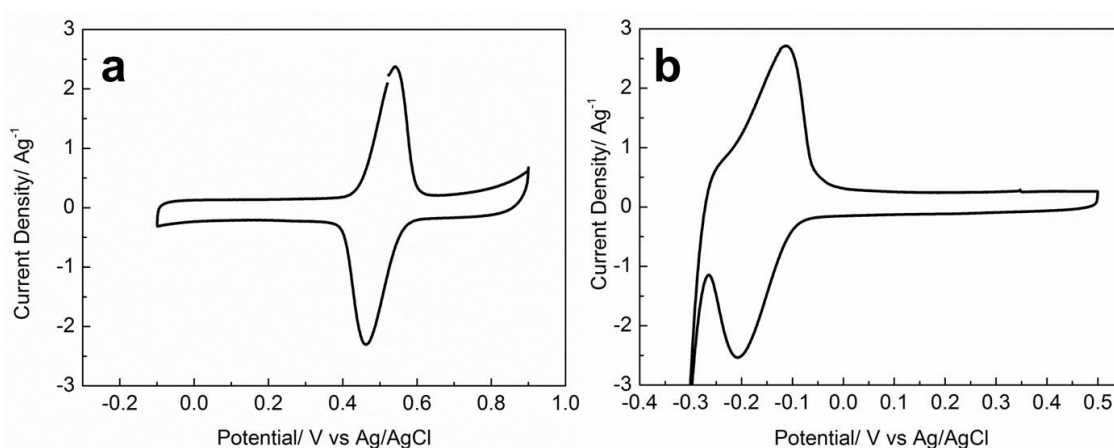 a
3
2
1
0
-1
-2
-3
Current Density/ Ag⁻¹
-0.2 0.0 0.2 0.4 0.6 0.8 1.0
Potential/ V vs Ag/AgCl
b
3
2
1
0
-1
-2
-3
Current Density/ Ag⁻¹
-0.4 -0.3 -0.2 -0.1 0.0 0.1 0.2 0.3 0.4 0.5
Potential/ V vs Ag/AgCl